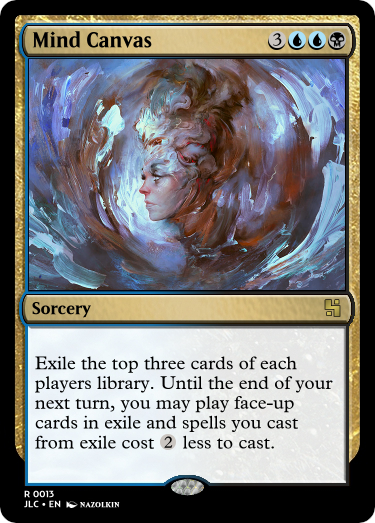 Mind Canvas 3
Sorcery
Exile the top three cards of each
players library. Until the end of your
next turn, you may play face-up
cards in exile and spells you cast
from exile cost 2 less to cast.
R 0013
JLC • EN NAZOLKIN